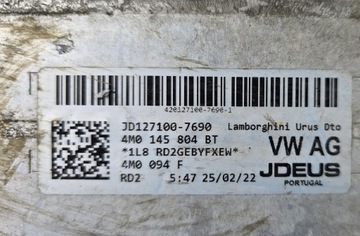 420127100-7690-1
JD127100-7690 Lamborghini Urus Dto
4M0 145 804 BT VW AG
*1L8 RD2GEBYFXEW*
4M0 094 F JDEUS
RD2 5:47 25/02/22 PORTUGAL